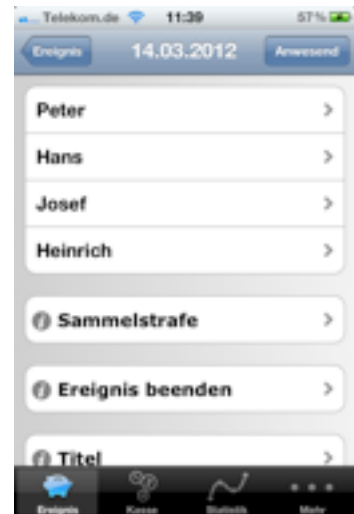 Telekom.de 11:39 57 %
Ereignis 14.03.2012 Anwesend
Peter
Hans
Josef
Heinrich
Sammelstrafe
Ereignis beenden
Titel
Ereignis Kasse Statistik Mehr